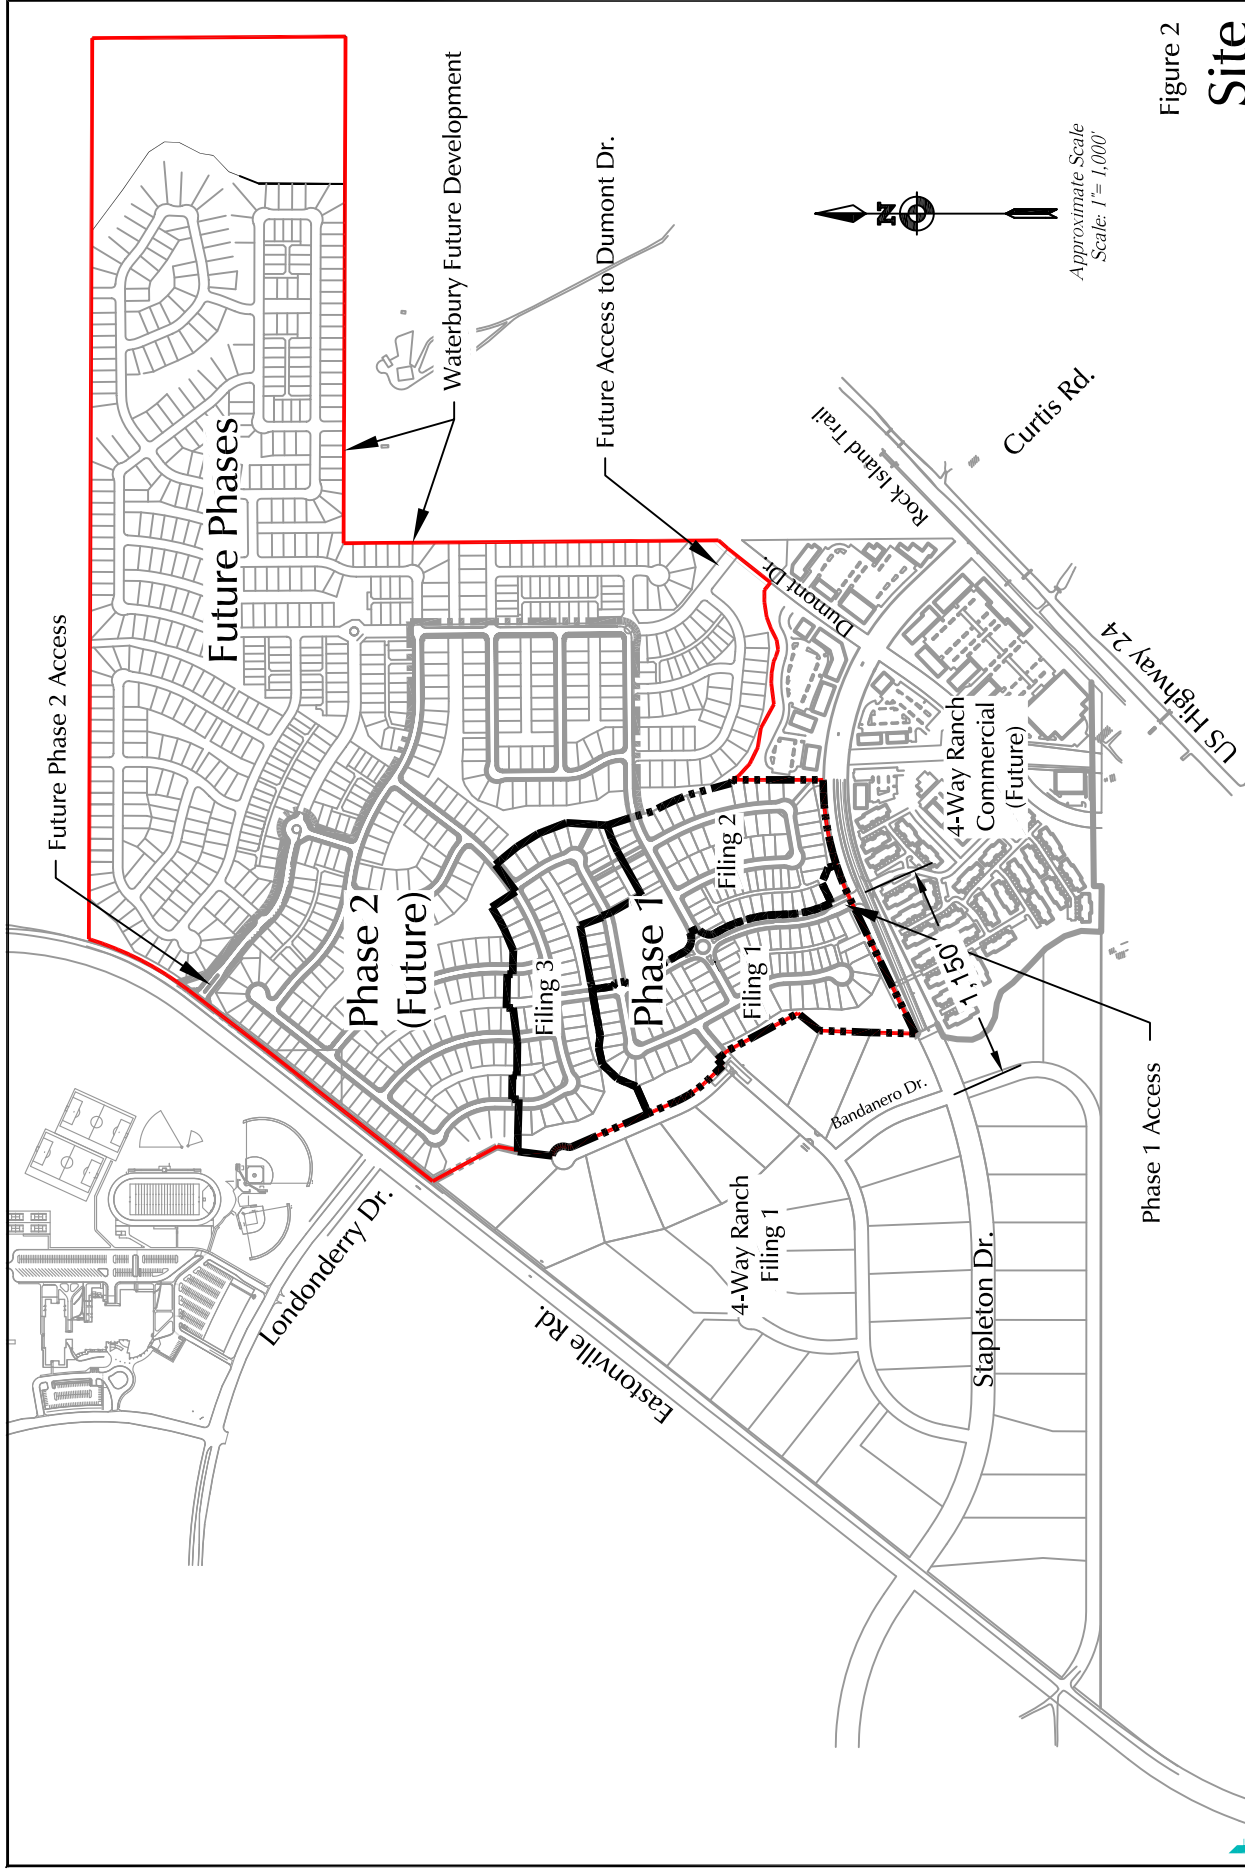 Figure 2
Site
Future Phase 2 Access
Future Phases
Waterbury Future Development
Future Access to Dumont Dr.
N
Approximate Scale
Scale: 1"= 1,000'
Phase 2
(Future)
Filing 3
Phase 1
Filing 2
Filing 1
Dumont Dr.
Rock Island Trail
Curtis Rd.
US Highway 24
4-Way Ranch
Commercial
(Future)
1,150'
Phase 1 Access
Bandanero Dr.
4-Way Ranch
Filing 1
Stapleton Dr.
Londonderry Dr.
Eastonville Rd.